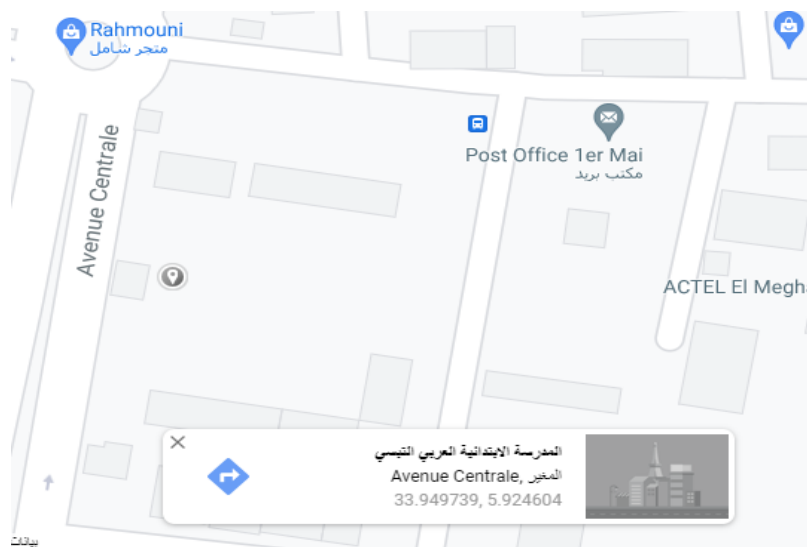 Rahmouni
متجر شامل
Avenue Centrale
Post Office 1er Mai
مكتب بريد
ACTEL El Megh
المدرسة الابتدائية العربي التبسي
المغير ,Avenue Centrale
33.949739, 5.924604
بيانات